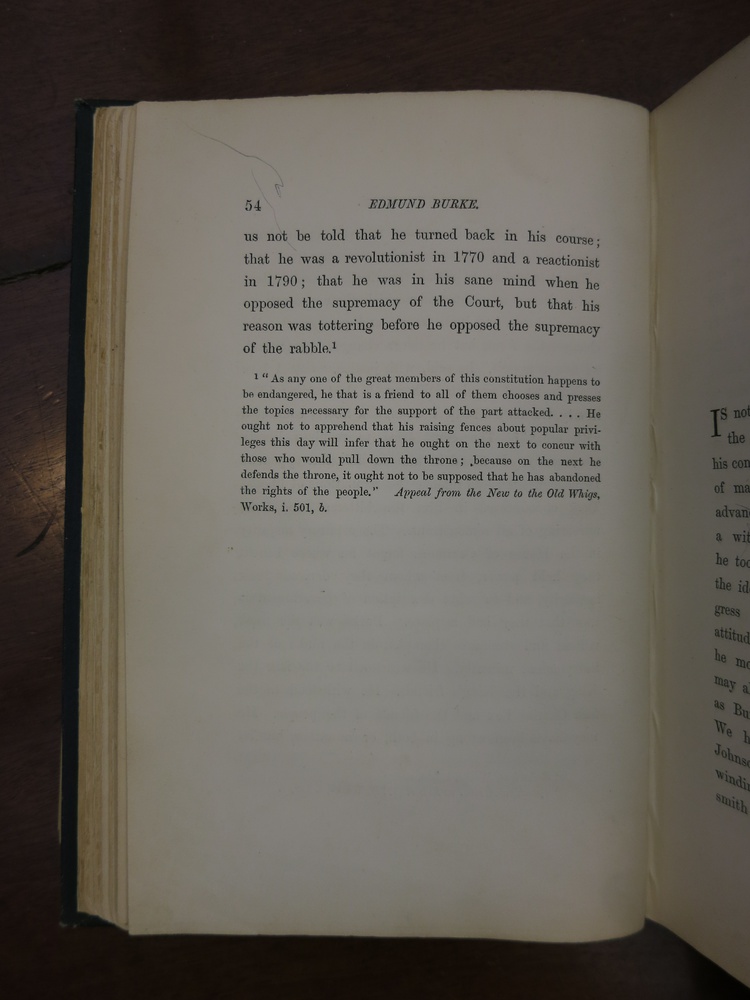 54
EDMUND BURKE.
us not be told that he turned back in his course;
that he was a revolutionist in 1770 and a reactionist
in 1790; that he was in his sane mind when he
opposed the supremacy of the Court, but that his
reason was tottering before he opposed the supremacy
of the rabble.¹
¹ “As any one of the great members of this constitution happens to
be endangered, he that is a friend to all of them chooses and presses
the topics necessary for the support of the part attacked. . . . He
ought not to apprehend that his raising fences about popular privi-
leges this day will infer that he ought on the next to concur with
those who would pull down the throne; because on the next he
defends the throne, it ought not to be supposed that he has abandoned
the rights of the people.” Appeal from the New to the Old Whigs,
Works, i. 501, b.
IS not
the
his con
of ma
advan
a wit
he too
the id
gress
attitud
he mo
may a
as Bu
We h
Johnso
windin
smith